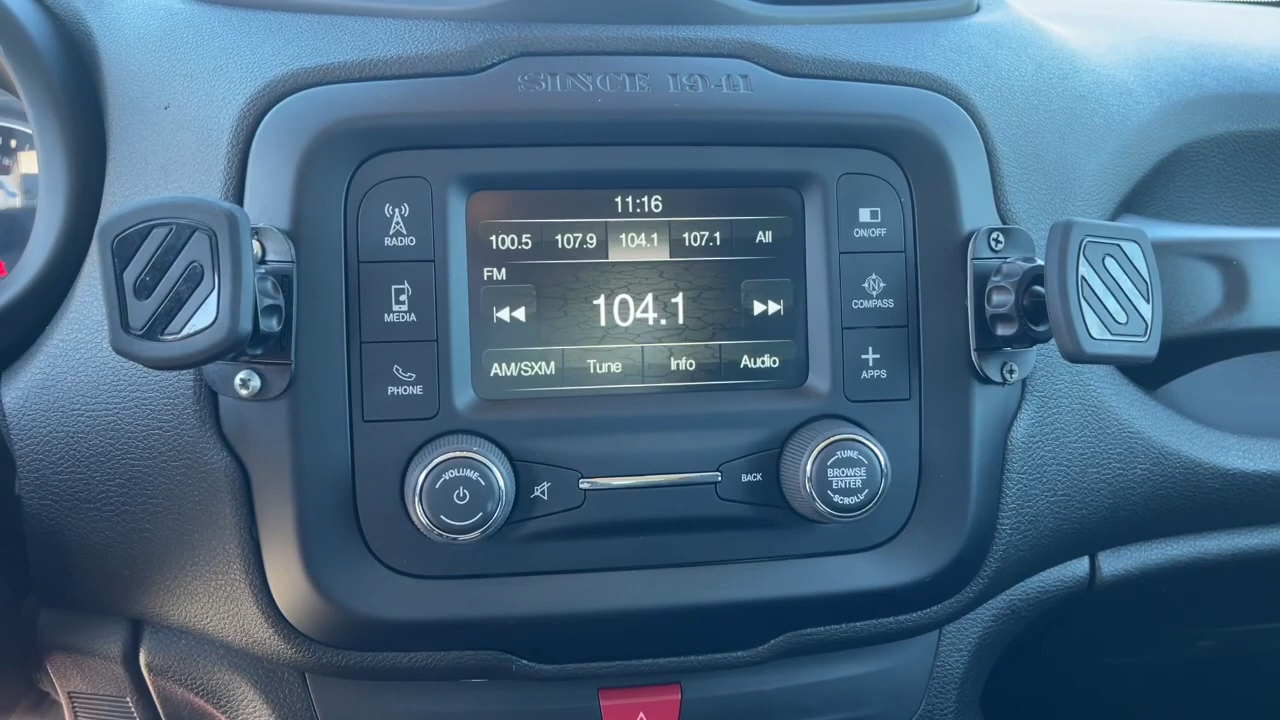 SINCE 1941
RADIO
MEDIA
PHONE
11:16
100.5 107.9 104.1 107.1 All
FM
104.1
AM/SXM Tune Info Audio
ON/OFF
N
COMPASS
APPS
VOLUME
BACK
TUNE
BROWSE
ENTER
SCROLL